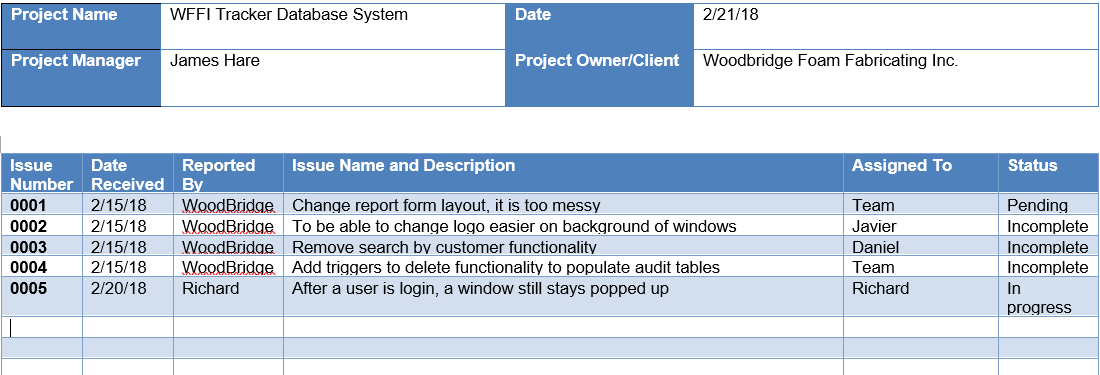 Project Name WFFI Tracker Database System Date 2/21/18
Project Manager James Hare Project Owner/Client Woodbridge Foam Fabricating Inc.
Issue Number Date Received Reported By Issue Name and Description Assigned To Status
0001 2/15/18 WoodBridge Change report form layout, it is too messy Team Pending
0002 2/15/18 WoodBridge To be able to change logo easier on background of windows Javier Incomplete
0003 2/15/18 WoodBridge Remove search by customer functionality Daniel Incomplete
0004 2/15/18 WoodBridge Add triggers to delete functionality to populate audit tables Team Incomplete
0005 2/20/18 Richard After a user is login, a window still stays popped up Richard In progress